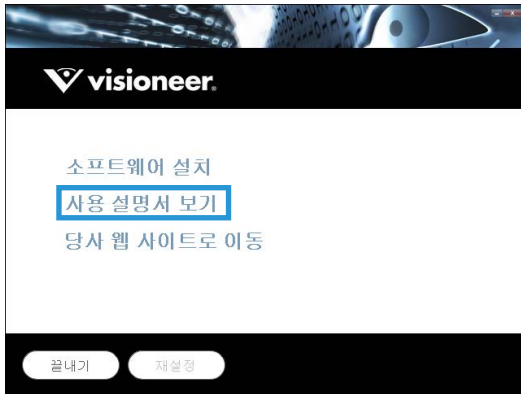 visioneer®
소프트웨어 설치
사용 설명서 보기
당사 웹 사이트로 이동
끝내기
재설정